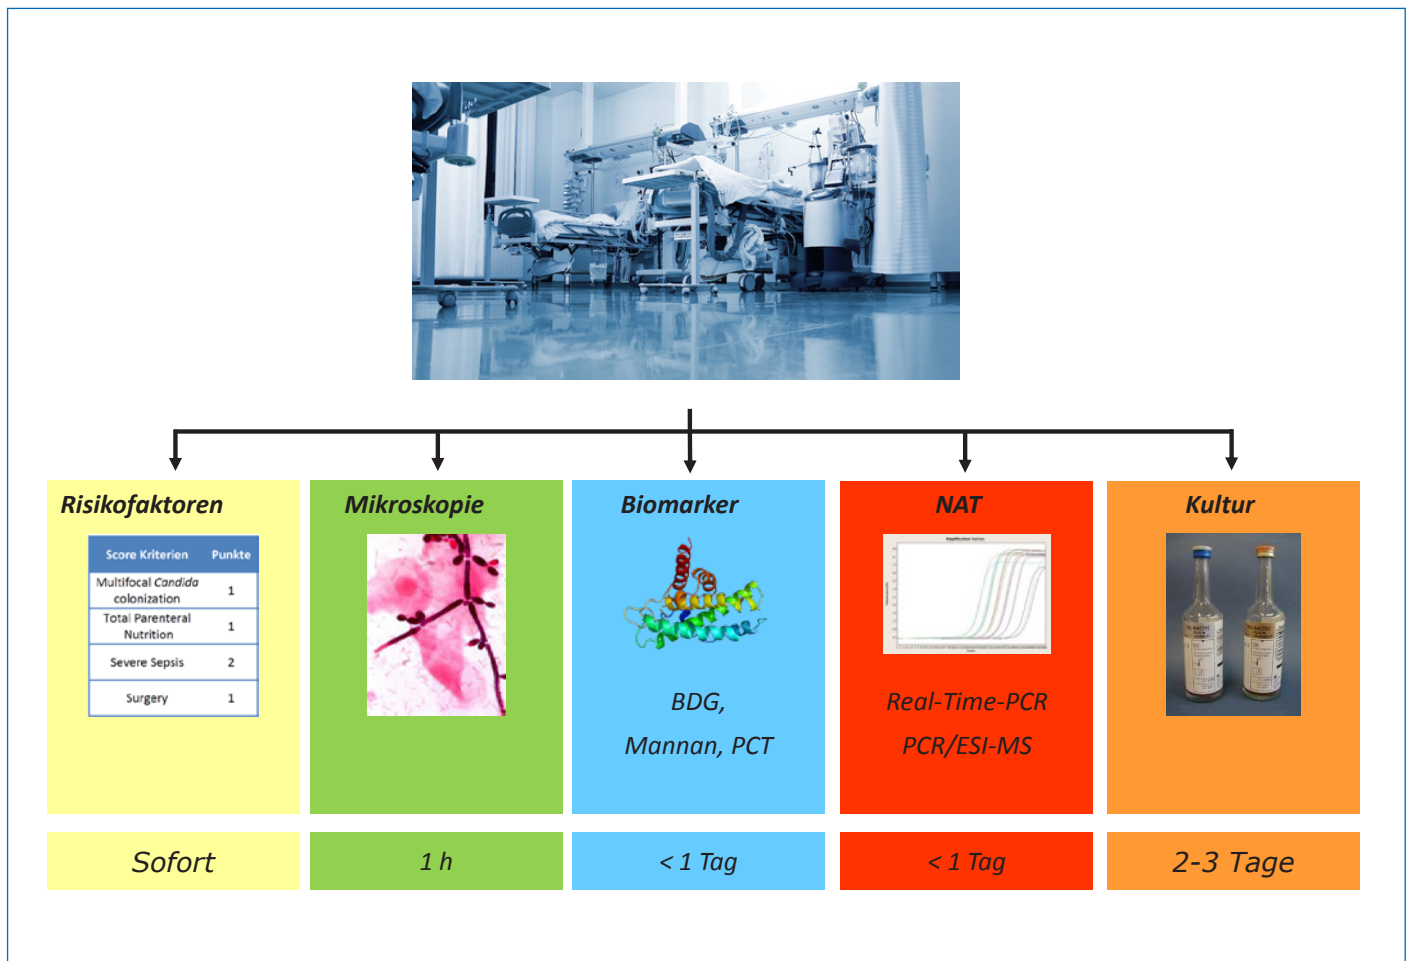 Risikofaktoren
Score Kriterien Punkte
Multifocal Candida
colonization 1
Total Parenteral
Nutrition 1
Severe Sepsis 2
Surgery 1
Sofort
Mikroskopie
1 h
Biomarker
BDG,
Mannan, PCT
< 1 Tag
NAT
Real-Time-PCR
PCR/ESI-MS
< 1 Tag
Kultur
2-3 Tage